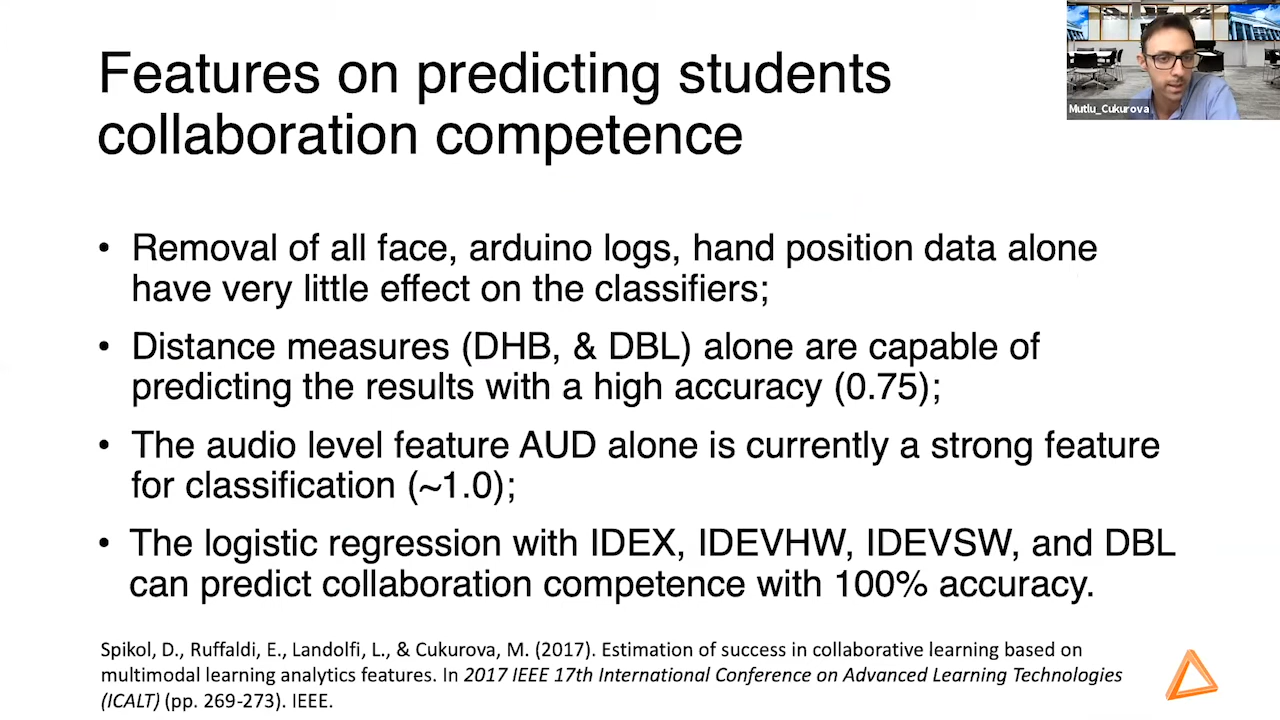 Features on predicting students
collaboration competence
Mutlu_Cukurova
• Removal of all face, arduino logs, hand position data alone
have very little effect on the classifiers;
• Distance measures (DHB, & DBL) alone are capable of
predicting the results with a high accuracy (0.75);
• The audio level feature AUD alone is currently a strong feature
for classification (~1.0);
• The logistic regression with IDEX, IDEVHW, IDEVSW, and DBL
can predict collaboration competence with 100% accuracy.
Spikol, D., Ruffaldi, E., Landolfi, L., & Cukurova, M. (2017). Estimation of success in collaborative learning based on
multimodal learning analytics features. In 2017 IEEE 17th International Conference on Advanced Learning Technologies
(ICALT) (pp. 269-273). IEEE.